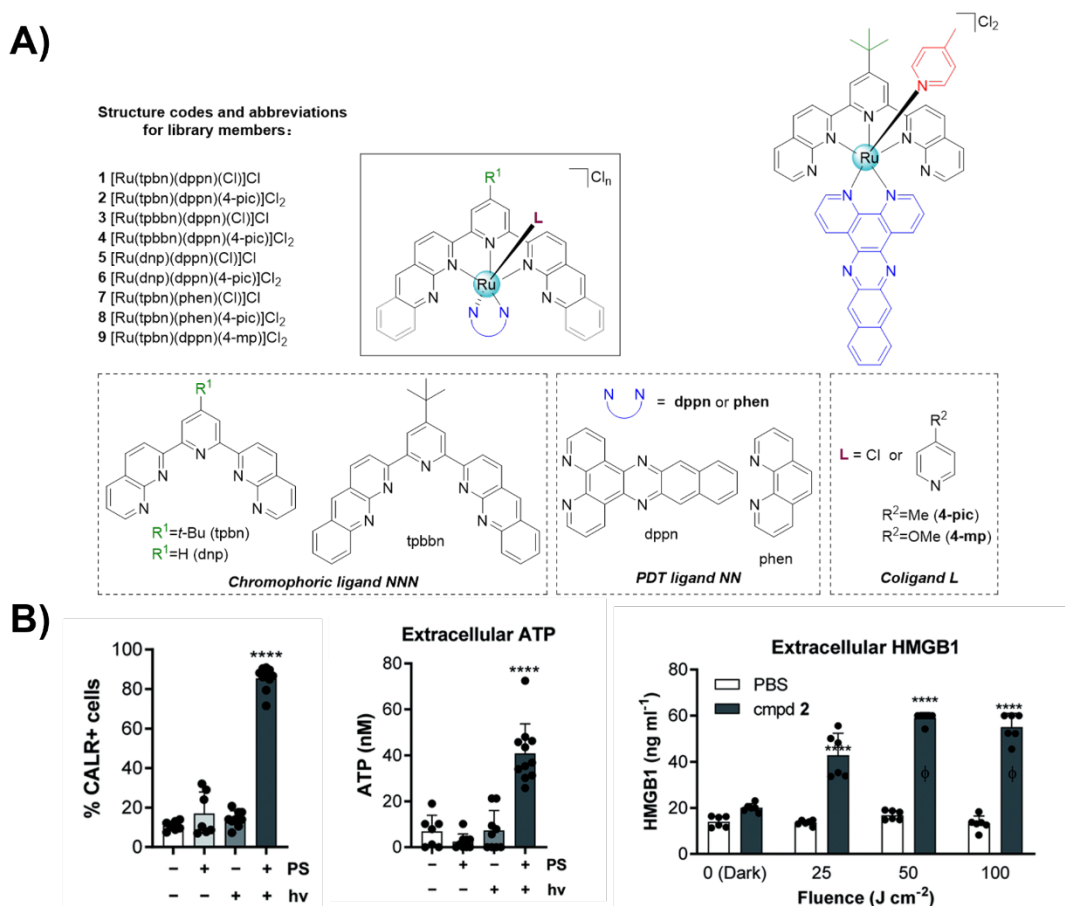 A)
Structure codes and abbreviations
for library members:
1 [Ru(tpbn)(dppn)(Cl)]Cl
2 [Ru(tpbn)(dppn)(4-pic)]Cl₂
3 [Ru(tpbbn)(dppn)(Cl)]Cl
4 [Ru(tpbbn)(dppn)(4-pic)]Cl₂
5 [Ru(dnp)(dppn)(Cl)]Cl
6 [Ru(dnp)(dppn)(4-pic)]Cl₂
7 [Ru(tpbn)(phen)(Cl)]Cl
8 [Ru(tpbn)(phen)(4-pic)]Cl₂
9 [Ru(tpbn)(dppn)(4-mp)]Cl₂
R¹
]Clₙ
L
N
N
N
N
Ru
N
N
N
]Cl₂
N
N
N
N
N
Ru
N
N
N
N
N
N
R¹
N
N
N
N
N
R¹=t-Bu (tpbn)
R¹=H (dnp)
N
N
N
N
N
tpbbn
Chromophoric ligand NNN
N N = dppn or phen
N
N
N
N
dppn
N
N
phen
PDT ligand NN
L = Cl or
R²
N
R²=Me (4-pic)
R²=OMe (4-mp)
Coligand L
B)
% CALR+ cells
100
80
60
40
20
0
****
− + − + PS
− − + + hv
Extracellular ATP
ATP (nM)
80
60
40
20
0
****
− + − + PS
− − + + hv
Extracellular HMGB1
HMGB1 (ng ml⁻¹)
80
60
40
20
0
PBS
cmpd 2
****
****
****
ϕ
ϕ
0 (Dark) 25 50 100
Fluence (J cm⁻²)